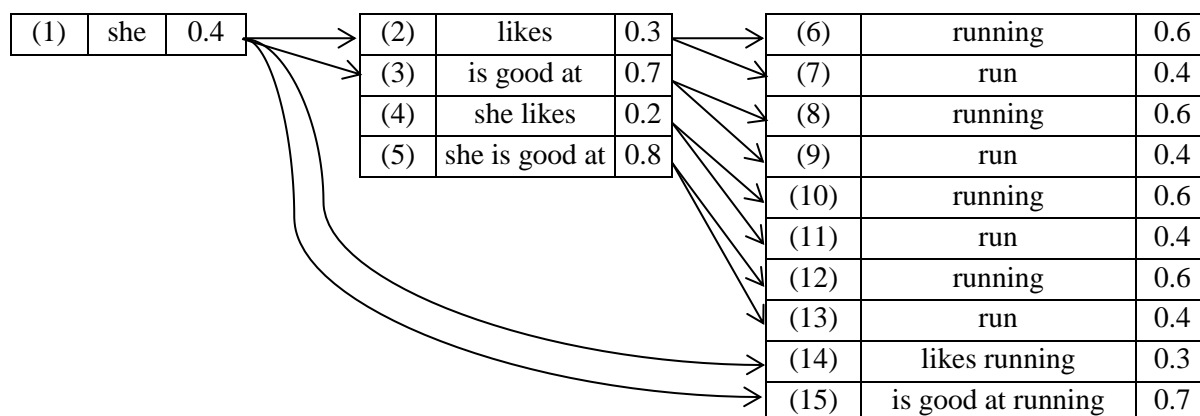 (1) she 0.4 (2) likes 0.3 (6) running 0.6
(3) is good at 0.7 (7) run 0.4
(4) she likes 0.2 (8) running 0.6
(5) she is good at 0.8 (9) run 0.4
(10) running 0.6
(11) run 0.4
(12) running 0.6
(13) run 0.4
(14) likes running 0.3
(15) is good at running 0.7